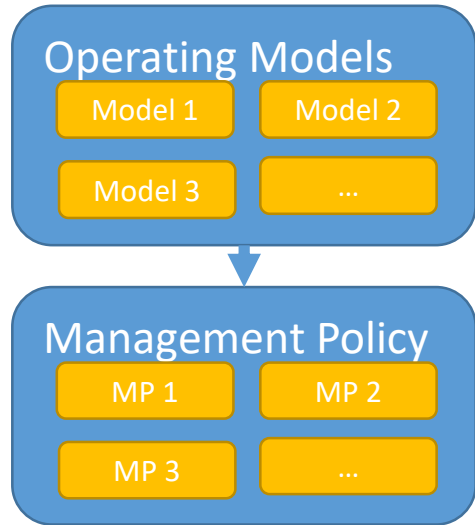 Operating Models
Model 1 Model 2
Model 3 ...
Management Policy
MP 1 MP 2
MP 3 ...